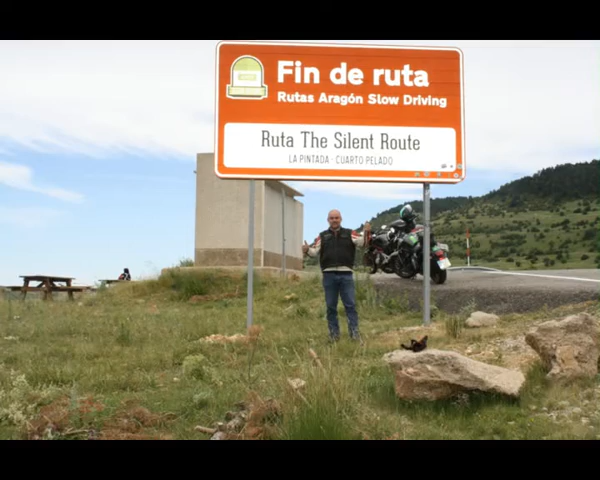 Fin de ruta
Rutas Aragón Slow Driving
Ruta The Silent Route
LA PINTADA - CUARTO PELADO